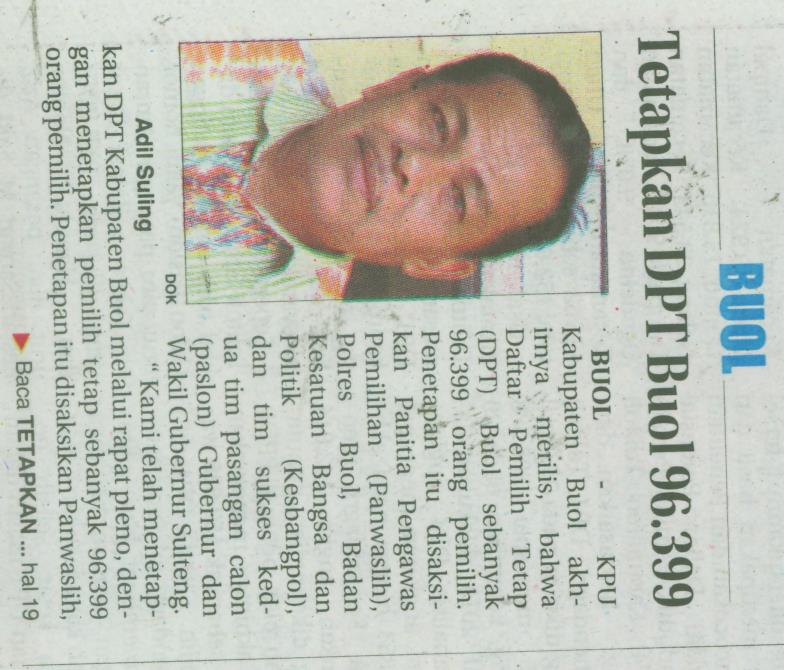 BUOL
Tetapkan DPT Buol 96.399
DOK
Adil Suling
BUOL - KPU
Kabupaten Buol akh-
irnya merilis, bahwa
Daftar Pemilih Tetap
(DPT) Buol sebanyak
96.399 orang pemilih.
Penetapan itu disaksi-
kan Panitia Pengawas
Pemilihan (Panwaslih),
Polres Buol, Badan
Kesatuan Bangsa dan
Politik (Kesbangpol),
dan tim sukses ked-
ua tim pasangan calon
(paslon) Gubernur dan
Wakil Gubernur Sulteng.
“ Kami telah menetap-
kan DPT Kabupaten Buol melalui rapat pleno, den-
gan menetapkan pemilih tetap sebanyak 96.399
orang pemilih. Penetapan itu disaksikan Panwaslih,
Baca TETAPKAN ... hal 19